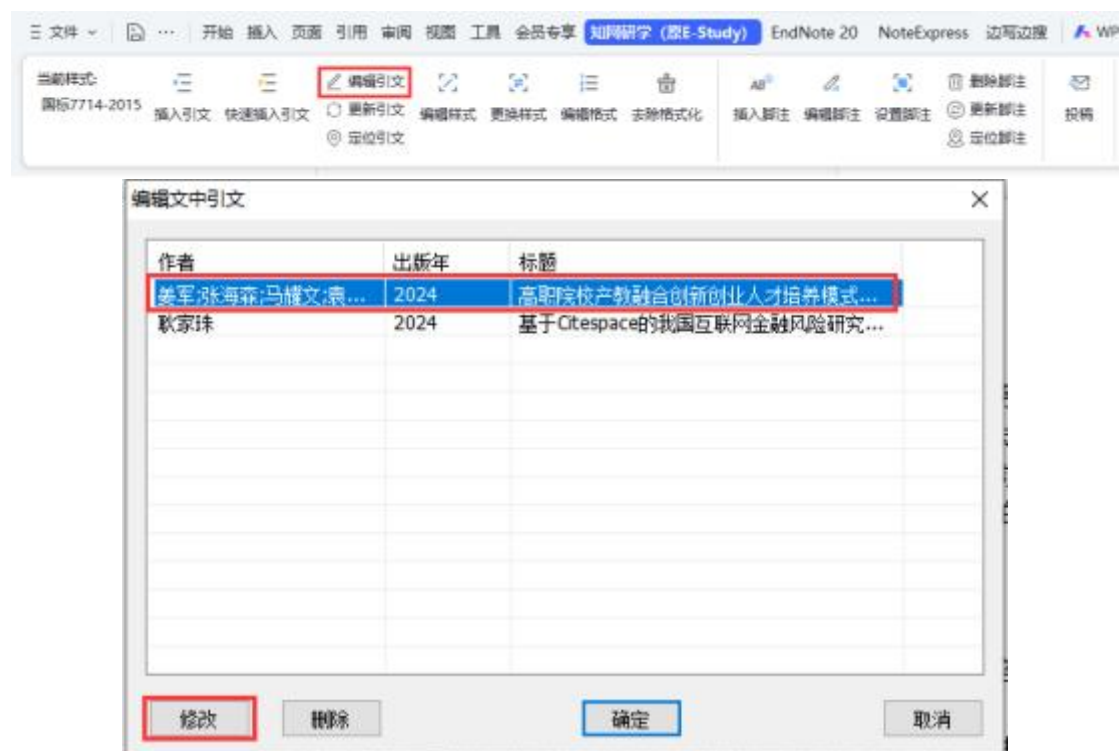 三 文件 ··· 开始 插入 页面 引用 审阅 视图 工具 会员专享 知网研学（原E-Study） EndNote 20 NoteExpress 边写边搜 WP
当前样式: 编辑引文 删除脚注
国标7714-2015 插入引文 快速插入引文 更新引文 编辑样式 更换样式 编辑格式 去除格式化 插入脚注 编辑脚注 设置脚注 更新脚注 投稿
定位引文 定位脚注
编辑文中引文
作者 出版年 标题
姜军;张海森;马耀文;袁... 2024 高职院校产教融合创新创业人才培养模式...
耿家珠 2024 基于Citespace的我国互联网金融风险研究...
修改 删除 确定 取消